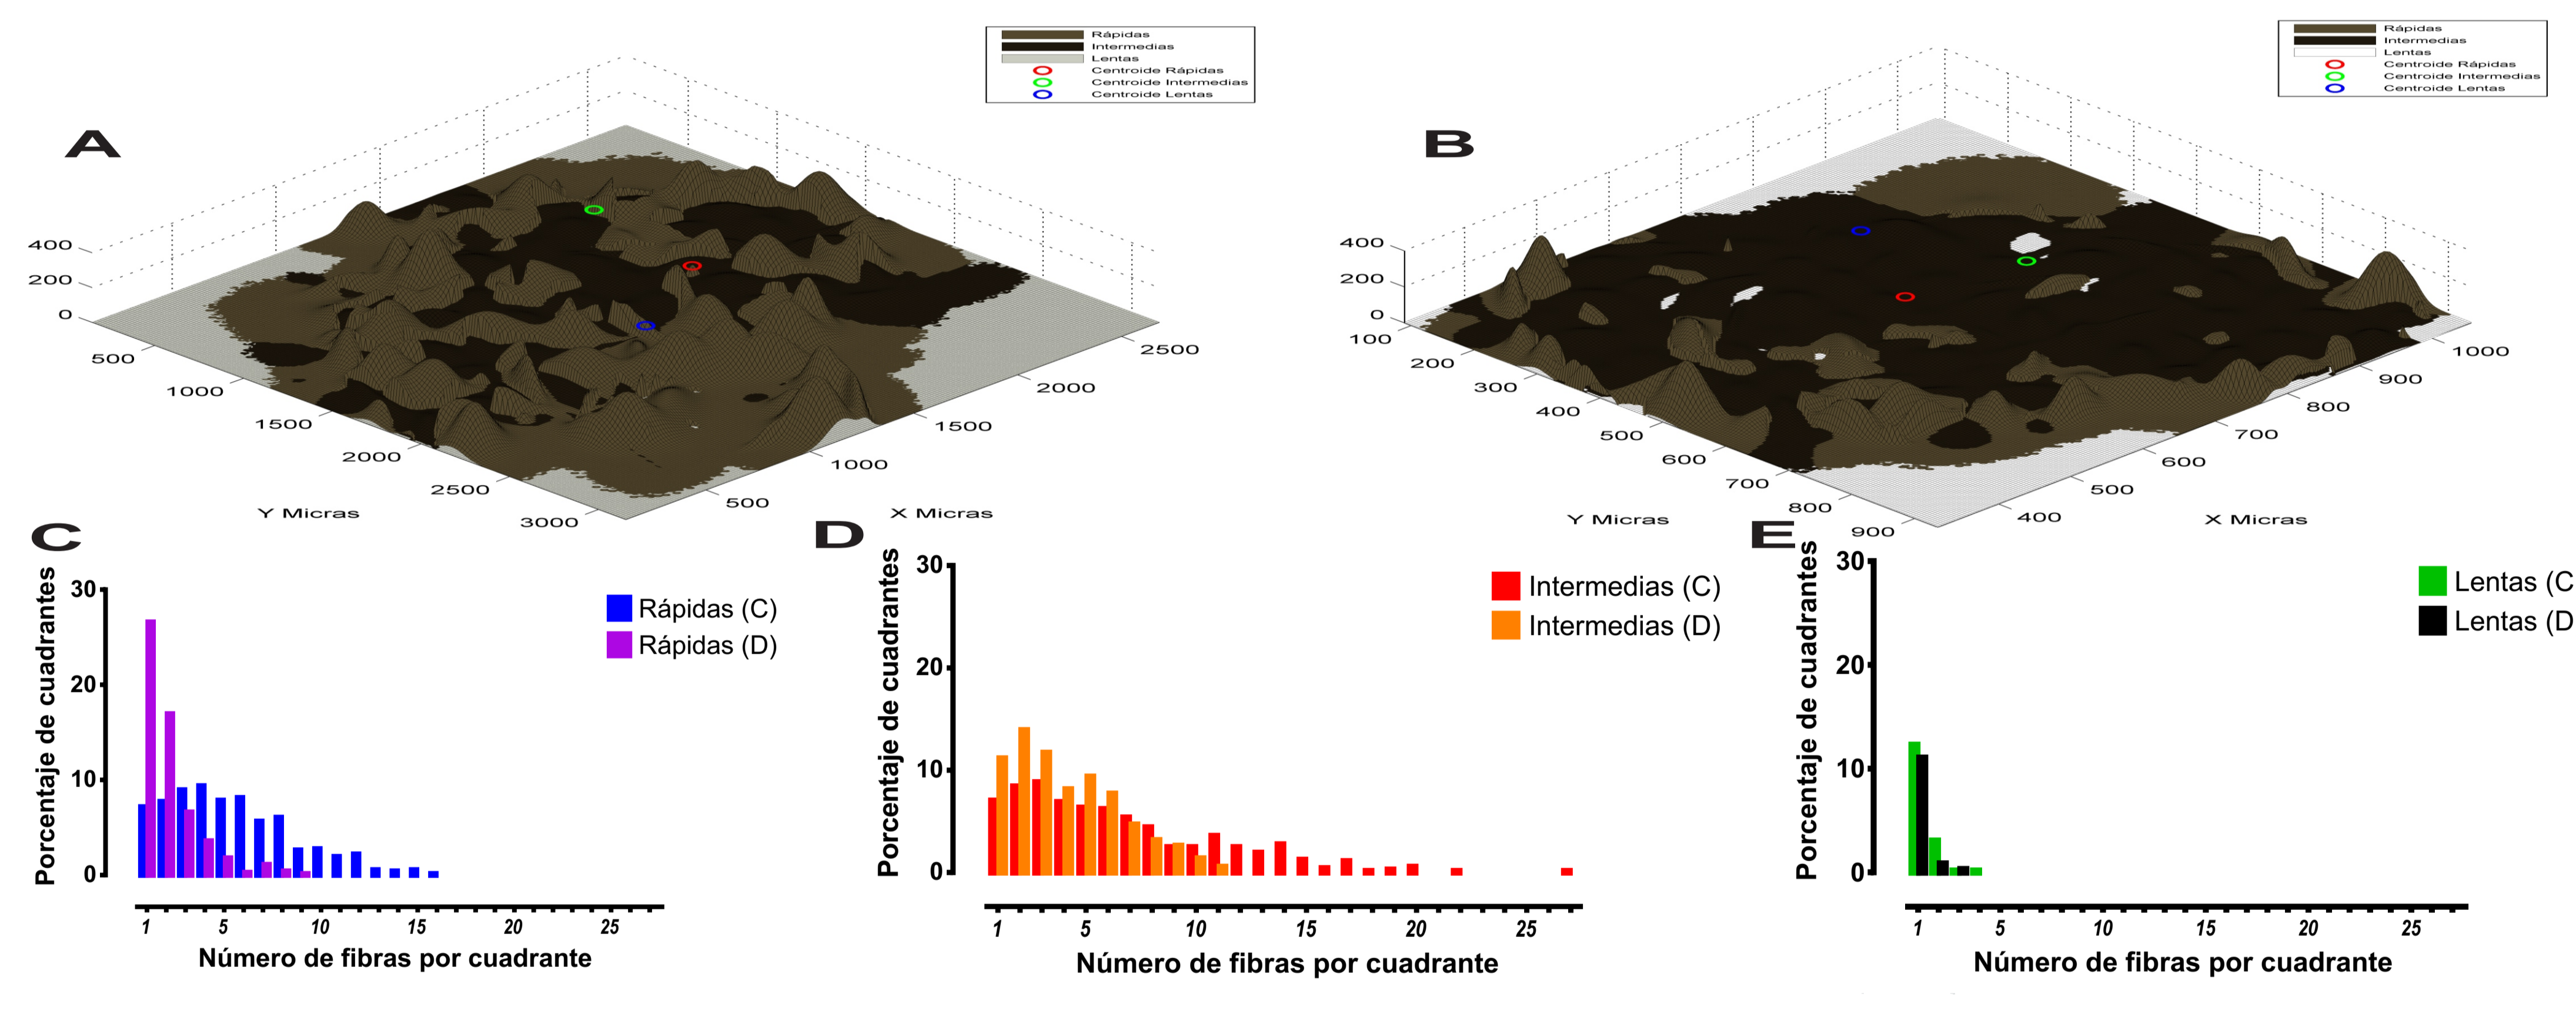 A
Rápidas
Intermedias
Lentas
Centroide Rápidas
Centroide Intermedias
Centroide Lentas
400
200
0
500
1000
1500
2000
2500
3000
Y Micras
500
1000
1500
2000
2500
X Micras
B
Rápidas
Intermedias
Lentas
Centroide Rápidas
Centroide Intermedias
Centroide Lentas
400
200
0
100
200
300
400
500
600
700
800
900
Y Micras
400
500
600
700
800
900
1000
X Micras
C
Porcentaje de cuadrantes
30
20
10
0
Rápidas (C)
Rápidas (D)
1 5 10 15 20 25
Número de fibras por cuadrante
D
Porcentaje de cuadrantes
30
20
10
0
Intermedias (C)
Intermedias (D)
1 5 10 15 20 25
Número de fibras por cuadrante
E
Porcentaje de cuadrantes
30
20
10
0
Lentas (C
Lentas (D
1 5 10 15 20 25
Número de fibras por cuadrante